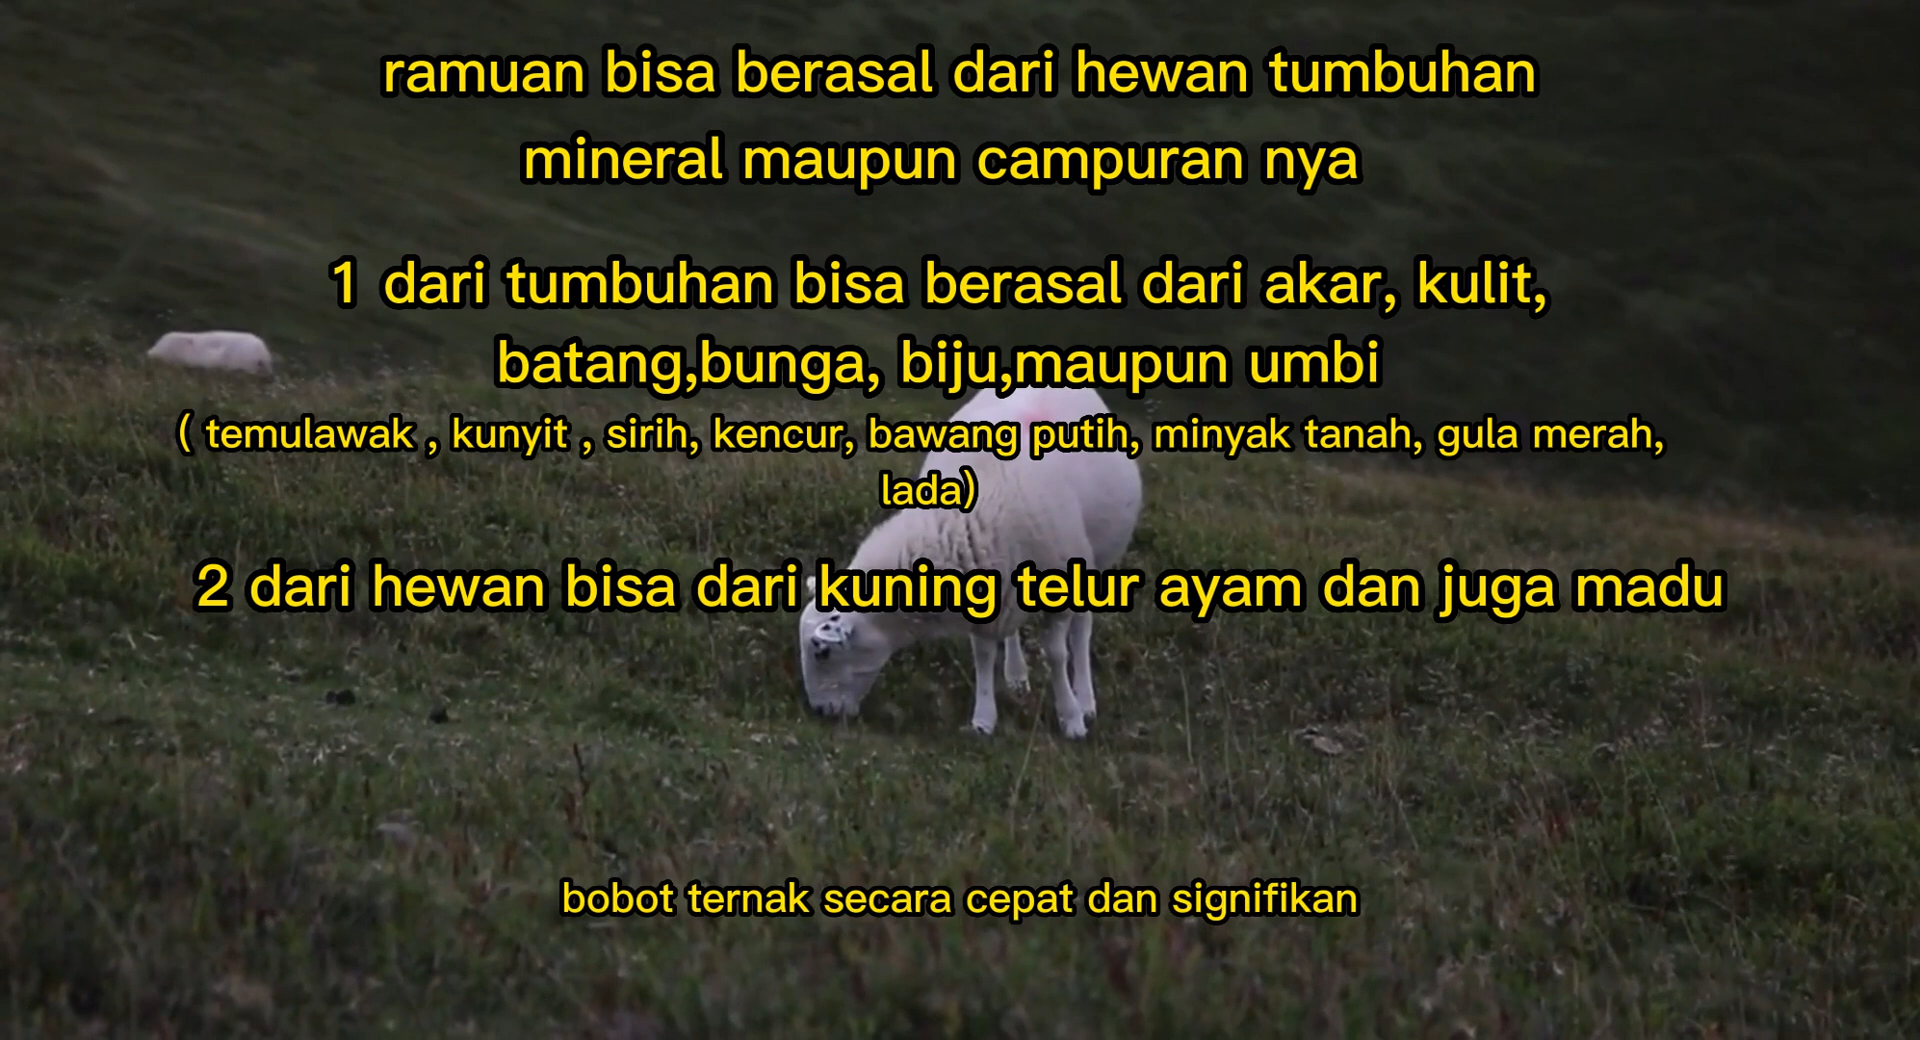 ramuan bisa berasal dari hewan tumbuhan
mineral maupun campuran nya
1 dari tumbuhan bisa berasal dari akar, kulit,
batang,bunga, biju,maupun umbi
( temulawak , kunyit , sirih, kencur, bawang putih, minyak tanah, gula merah,
lada)
2 dari hewan bisa dari kuning telur ayam dan juga madu
bobot ternak secara cepat dan signifikan